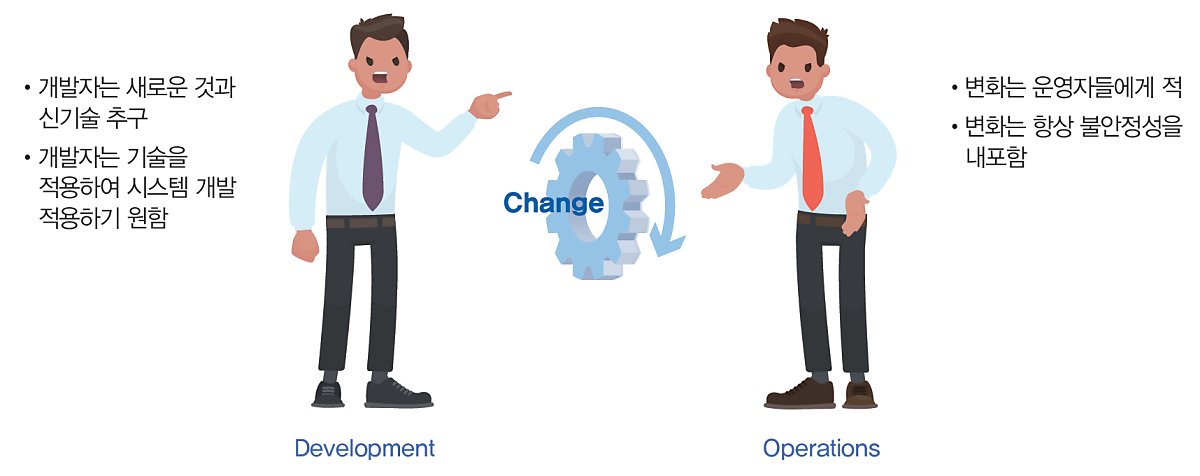 • 개발자는 새로운 것과
신기술 추구
• 개발자는 기술을
적용하여 시스템 개발
적용하기 원함
Change
• 변화는 운영자들에게 적
• 변화는 항상 불안정성을
내포함
Development
Operations